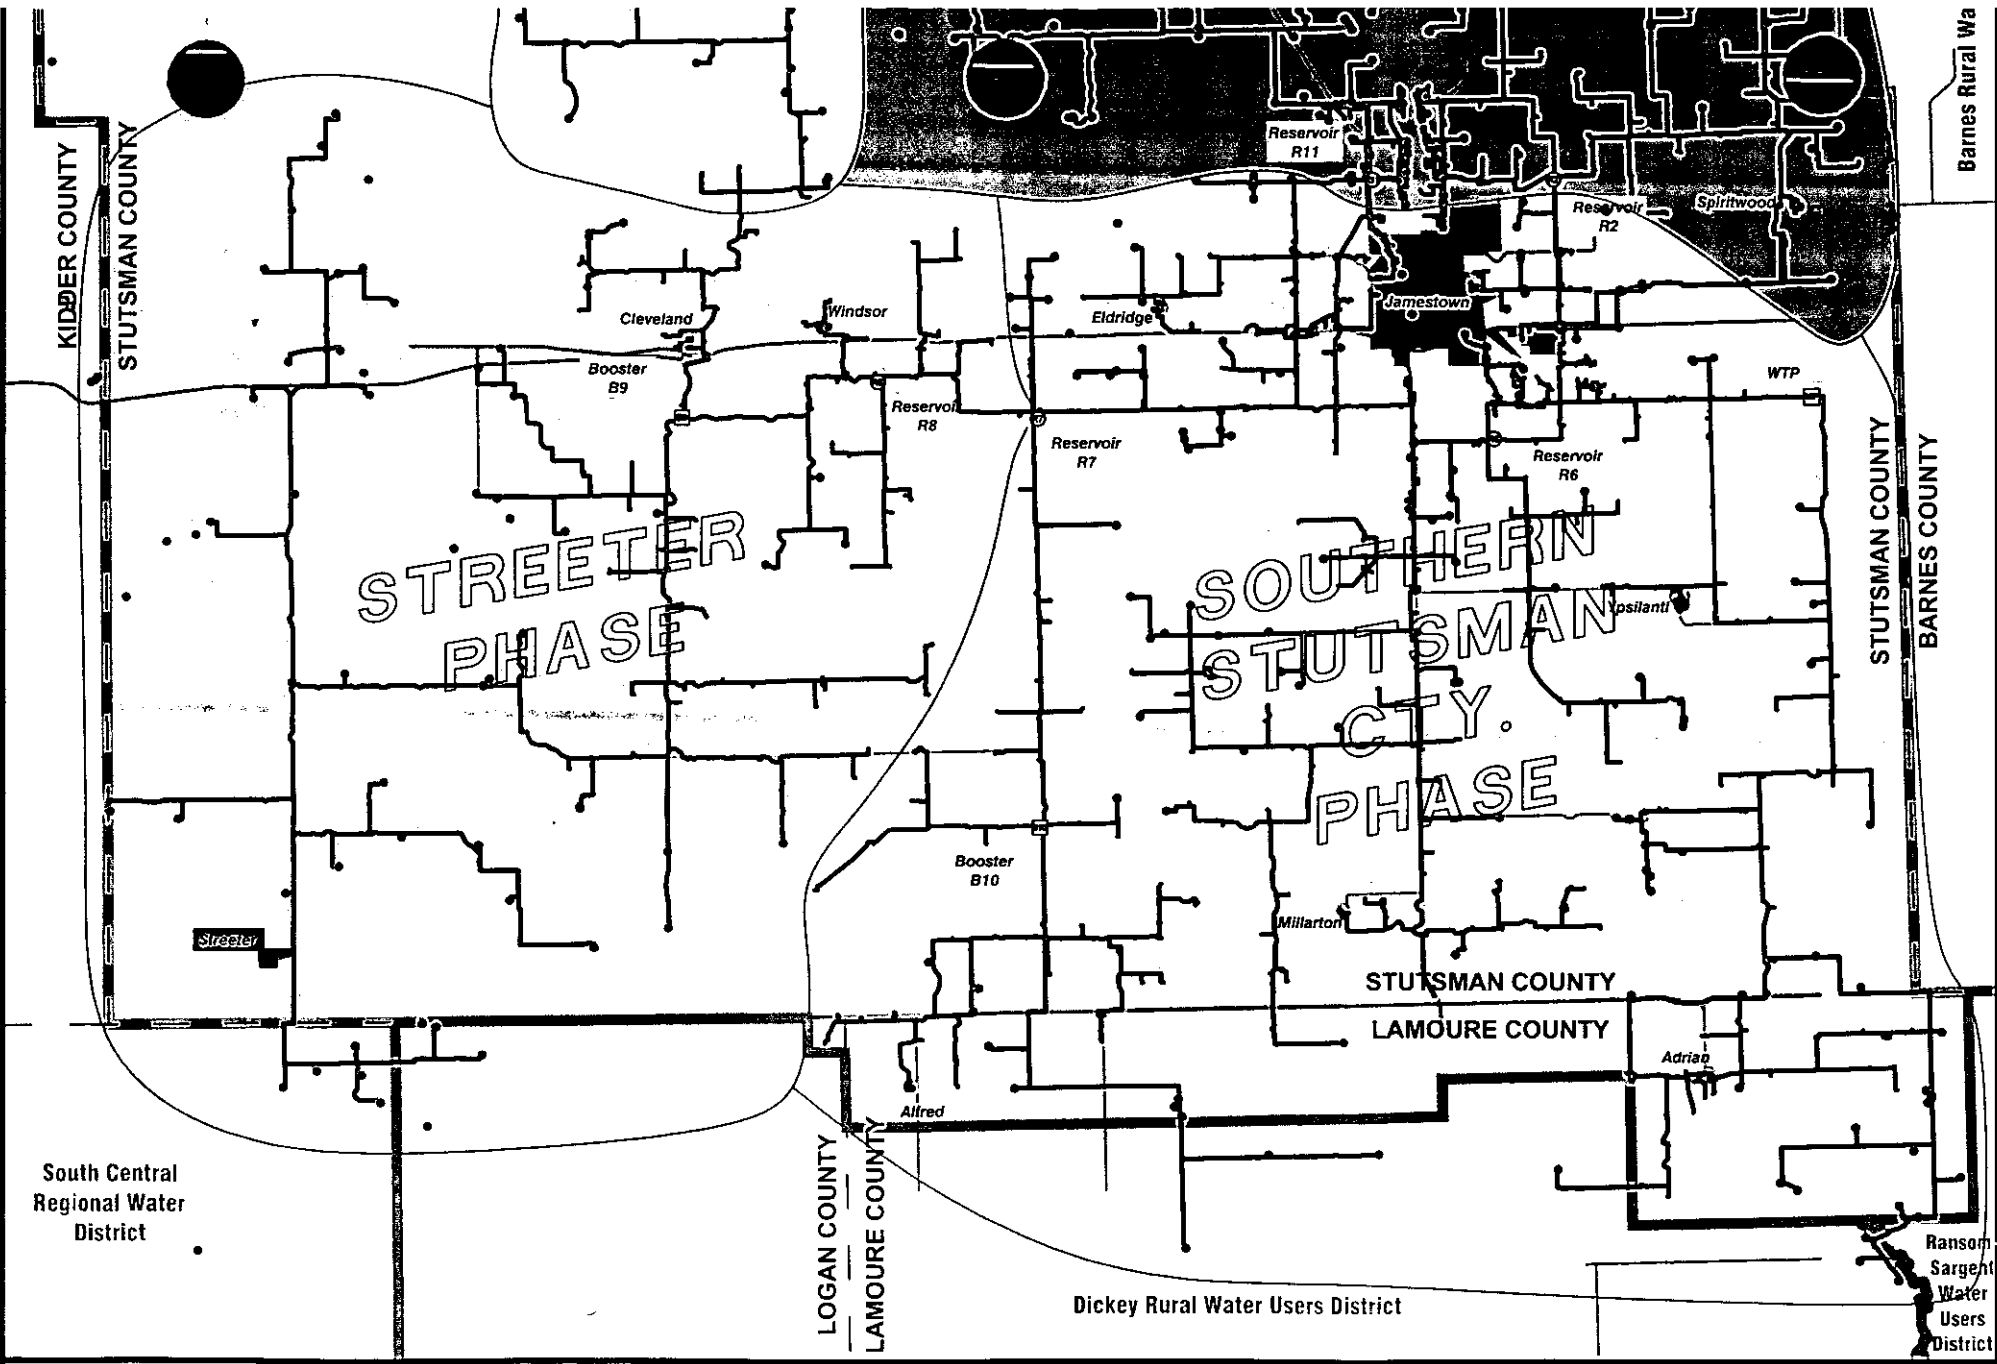 Barnes Rural Wa
Reservoir
R11
KIDDER COUNTY
STUTSMAN COUNTY
Reservoir
R2
Spiritwood
Cleveland
Windsor
Eldridge
Jamestown
Booster
B9
WTP
Reservoir
R8
Reservoir
R7
Reservoir
R6
STUTSMAN COUNTY
BARNES COUNTY
STREETER
PHASE
SOUTHERN
STUTSMAN
CTY.
PHASE
Ypsilanti
Booster
B10
Millarton
Streeter
STUTSMAN COUNTY
LAMOURE COUNTY
Adrian
Alfred
LOGAN COUNTY
LAMOURE COUNTY
South Central
Regional Water
District
Dickey Rural Water Users District
Ransom
Sargent
Water
Users
District